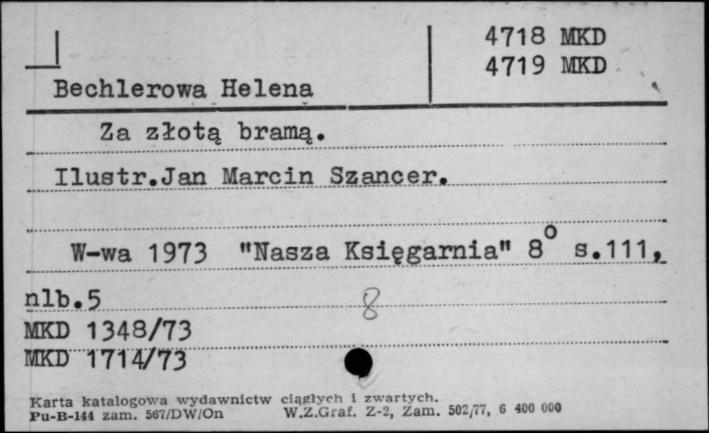 4718 MKD
4719 MKD
Bechlerowa Helena
Za złotą bramą.
Ilustr.Jan Marcin Szancer.
W-wa 1973 "Nasza Księgarnia" 8° s.111,
nlb.5
8
MKD 1348/73
MKD 1714/73
Karta katalogowa wydawnictw ciągłych i zwartych.
Pu-B-144 zam. 567/DW/On W.Z.Graf. Z-2, Zam. 502/77, 6 400 000